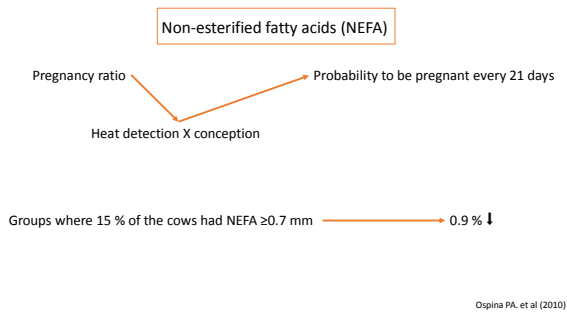 Non-esterified fatty acids (NEFA)
Pregnancy ratio
Probability to be pregnant every 21 days
Heat detection X conception
Groups where 15 % of the cows had NEFA ≥0.7 mm
0.9 % ⬇
Ospina PA. et al (2010)